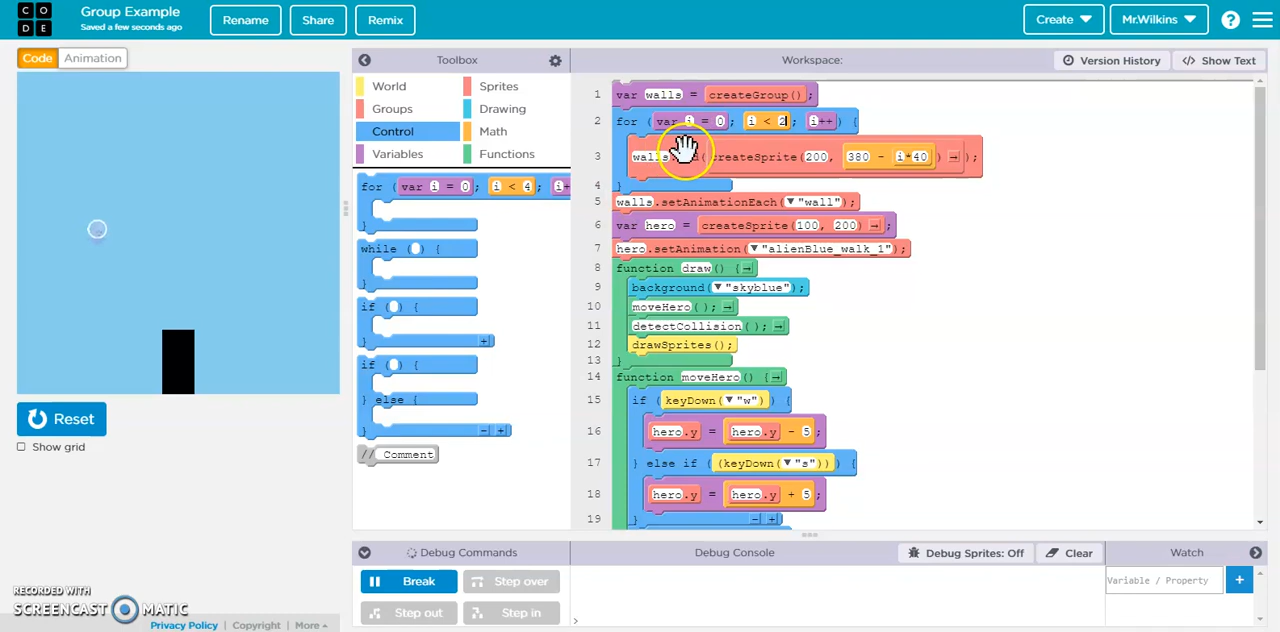 C O
D E
Group Example
Saved a few seconds ago
Rename
Share
Remix
Create
Mr.Wilkins
?
Code
Animation
Toolbox
Workspace:
Version History
</> Show Text
World
Sprites
Groups
Drawing
Control
Math
Variables
Functions
for ( var i = 0; i < 4; i+
}
while () {
}
if () {
}
if () {
} else {
}
// Comment
1 var walls = createGroup();
2 for (var i = 0; i < 2; i++) {
3 createSprite(200, 380 - i*40) );
4 }
5 walls.setAnimationEach("wall");
6 var hero = createSprite(100, 200);
7 hero.setAnimation("alienBlue_walk_1");
8 function draw() {
9 background("skyblue");
10 moveHero();
11 detectCollision();
12 drawSprites();
13 }
14 function moveHero() {
15 if (keyDown("w")) {
16 hero.y = hero.y - 5;
17 } else if ((keyDown("s")) {
18 hero.y = hero.y + 5;
19 }
Reset
Show grid
Debug Commands
Debug Console
Debug Sprites: Off
Clear
Watch
Break
Step over
Step out
Step in
Variable / Property
+
>
RECORDED WITH
SCREENCAST MATIC
Privacy Policy | Copyright | More